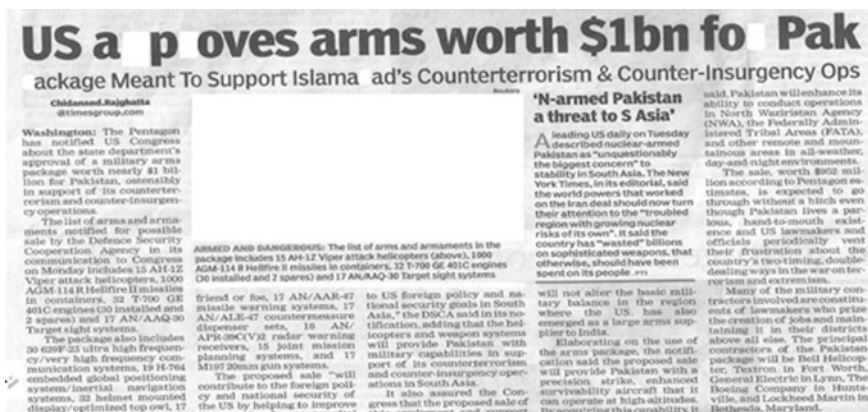 US a p oves arms worth $1bn fo Pak
ackage Meant To Support Islama ad's Counterterrorism & Counter-Insurgency Ops
Chidanand.Rajghatta
@timesgroup.com
Washington: The Pentagon
has notified US Congress
about the state department's
approval of a military arms
package worth nearly $1 bil-
lion for Pakistan, ostensibly
in support of its counterter-
rorism and counter-insurgen-
cy operations.
The list of arms and arma-
ments notified for possible
sale by the Defence Security
Cooperation Agency in its
communication to Congress
on Monday includes 15 AH-1Z
Viper attack helicopters, 1000
AGM-114 R Hellfire II missiles
in containers, 32 T-700 GE
401C engines (30 installed and
2 spares) and 17 AN/AAQ-30
Target sight systems.
The package also includes
30 629F-23 ultra high frequen-
cy/very high frequency com-
munication systems, 19 H-764
embedded global positioning
system/inertial navigation
systems, 32 helmet mounted
display/optimized top owl, 17
Reuters
ARMED AND DANGEROUS: The list of arms and armaments in the
package includes 15 AH-1Z Viper attack helicopters (above), 1000
AGM-114 R Hellfire II missiles in containers, 32 T-700 GE 401C engines
(30 installed and 2 spares) and 17 AN/AAQ-30 Target sight systems
friend or foe, 17 AN/AAR-47
missile warning systems, 17
AN/ALE-47 countermeasure
dispenser sets, 18 AN/
APR-39C(V)2 radar warning
receivers, 15 joint mission
planning systems, and 17
M197 20mm gun systems.
The proposed sale "will
contribute to the foreign poli-
cy and national security of
the US by helping to improve
to US foreign policy and na-
tional security goals in South
Asia," the DSCA said in its no-
tification, adding that the hel-
copters and weapon systems
will provide Pakistan with
military capabilities in sup-
port of its counterterrorism
and counter-insurgency oper-
ations in South Asia.
It also assured the Con-
gress that the proposed sale of
'N-armed Pakistan
a threat to S Asia'
A leading US daily on Tuesday
described nuclear-armed
Pakistan as "unquestionably
the biggest concern" to
stability in South Asia. The New
York Times, in its editorial, said
the world powers that worked
on the Iran deal should now turn
their attention to the "troubled
region with growing nuclear
risks of its own". It said the
country has "wasted" billions
on sophisticated weapons, that
otherwise, should have been
spent on its people. PTI
will not alter the basic mili-
tary balance in the region
where the US has also
emerged as a large arms sup-
plier to India.
Elaborating on the use of
the arms package, the notifi-
cation said the proposed sale
will provide Pakistan with a
precision strike, enhanced
survivability aircraft that it
can operate at high-altitudes.
By acquiring this capability, it
said, Pakistan will enhance its
ability to conduct operations
in North Waziristan Agency
(NWA), the Federally Admin-
istered Tribal Areas (FATA),
and other remote and moun-
tainous areas in all-weather,
day-and-night environments.
The sale, worth $952 mil-
lion according to Pentagon es-
timates, is expected to go
through without a hitch even
though Pakistan lives a par-
lous, hand-to-mouth exist-
ence and US lawmakers and
officials periodically vent
their frustration about the
country's two-timing, double-
dealing ways in the war on ter-
rorism and extremism.
Many of the military con-
tractors involved are constitu-
ents of lawmakers who prize
the creation of jobs and main-
taining it in their districts
above all else. The principal
contractors of the Pakistan
package will be Bell Helicop-
ter, Textron in Fort Worth,
General Electric in Lynn, The
Boeing Company in Hunts-
ville, and Lockheed Martin in
Bethesda, Maryland.